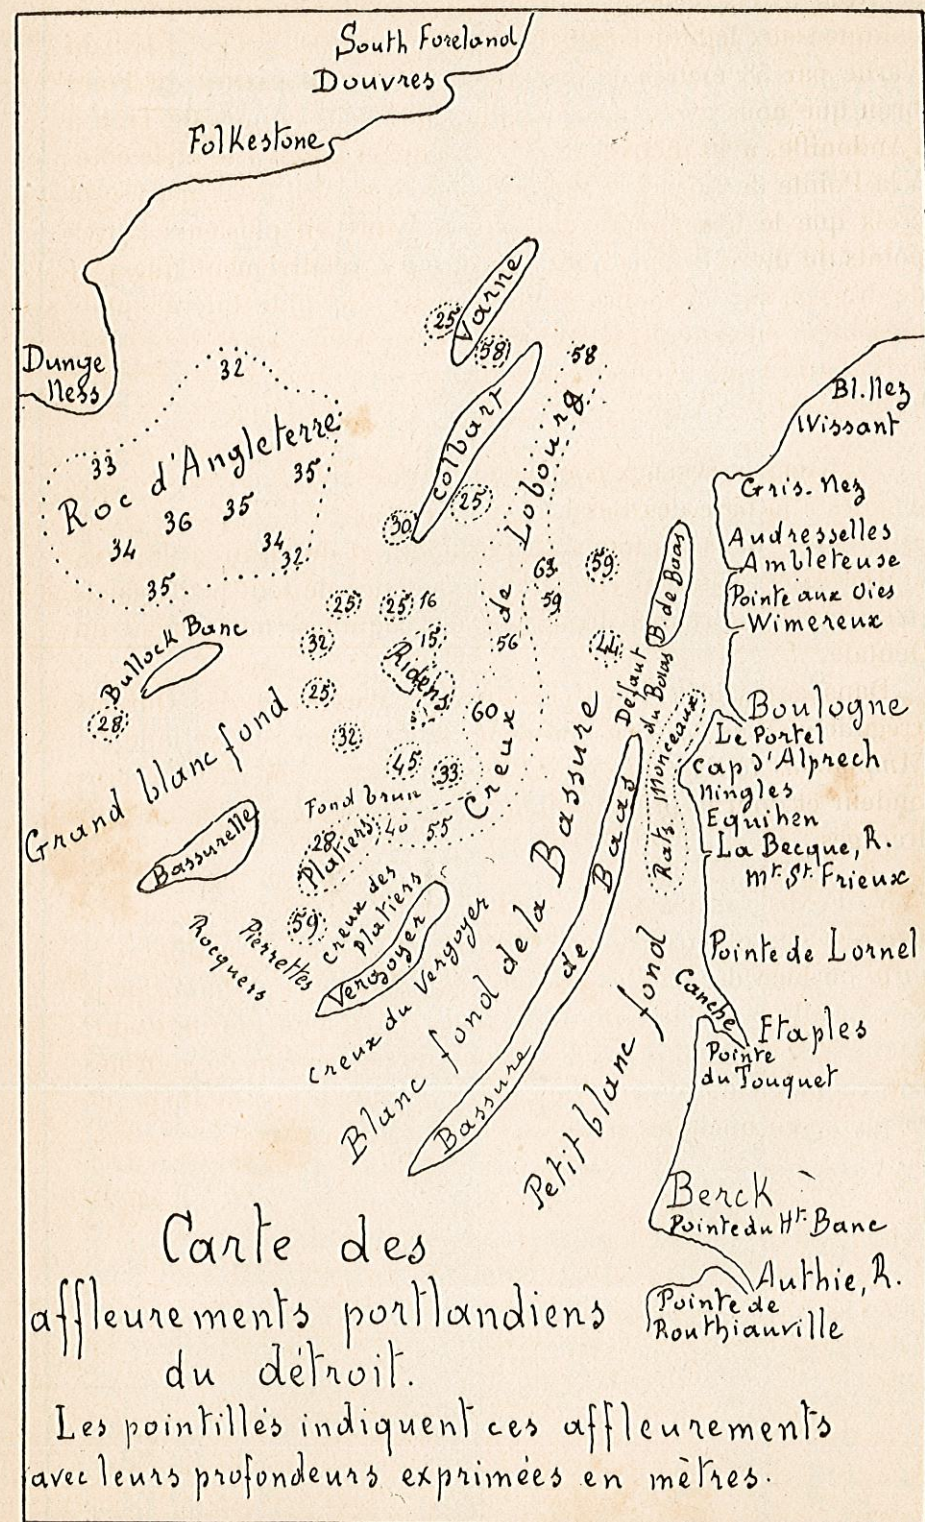 South Foreland
Douvres
Folkestone
Dunge
Ness
Varne
25
58
Colbart
25
30
58
Creux de Lobourg
63
59
56
60
59
44
Bl. Nez
Wissant
Gris. Nez
Audresselles
Ambleteuse
Pointe aux Oies
Wimereux
Boulogne
Le Portel
Cap d'Alprech
Ningles
Equihen
La Becque, R.
Mt. St. Frieux
Pointe de Lornel
Canche
Etaples
Pointe
du Touquet
Berck
Pointe du Ht. Banc
Authie, R.
Pointe de
Routhiauville
32
33
Roc d'Angleterre
35
36
35
34
34
32
35
Bullock Banc
28
25
25
16
32
15
Ridens
25
32
45
33
Grand blanc fond
Fond brun
28
Platiers
40
55
Bassurelle
59
Creux des
Platiers
Pierrettes
Rocquers
Vergoyer
Creux du Vergoyer
B. de Baas
Défaut
du Baas
Rats. Monceaux
Blanc fond de la Bassure
Bassure de Baas
Petit blanc fond
Carte des
affleurements portlandiens
du détroit.
Les pointillés indiquent ces affleurements
avec leurs profondeurs exprimées en mètres.